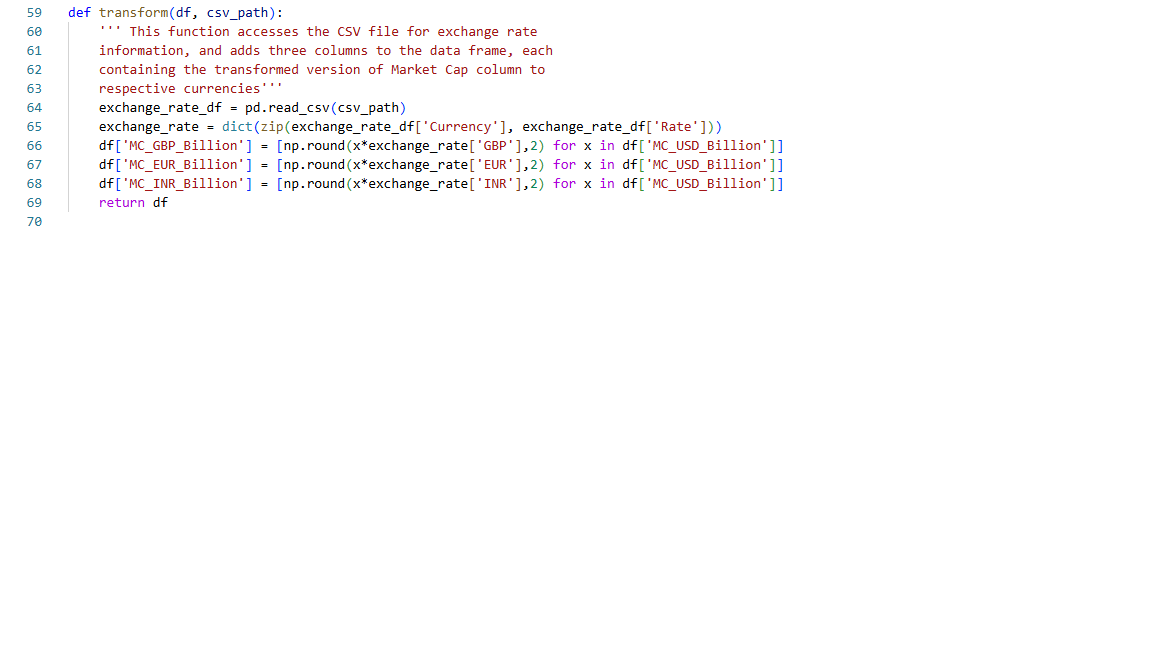 59 def transform(df, csv_path):
60     ''' This function accesses the CSV file for exchange rate
61     information, and adds three columns to the data frame, each
62     containing the transformed version of Market Cap column to
63     respective currencies'''
64     exchange_rate_df = pd.read_csv(csv_path)
65     exchange_rate = dict(zip(exchange_rate_df['Currency'], exchange_rate_df['Rate']))
66     df['MC_GBP_Billion'] = [np.round(x*exchange_rate['GBP'],2) for x in df['MC_USD_Billion']]
67     df['MC_EUR_Billion'] = [np.round(x*exchange_rate['EUR'],2) for x in df['MC_USD_Billion']]
68     df['MC_INR_Billion'] = [np.round(x*exchange_rate['INR'],2) for x in df['MC_USD_Billion']]
69     return df
70